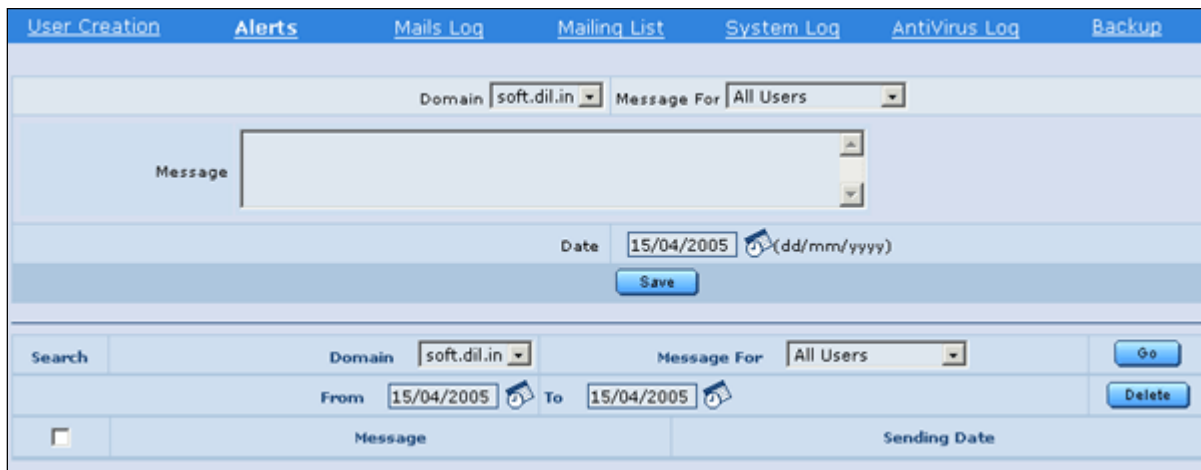 User Creation Alerts Mails Log Mailing List System Log AntiVirus Log Backup
Domain soft.dil.in Message For All Users
Message
Date 15/04/2005 (dd/mm/yyyy)
Save
Search Domain soft.dil.in Message For All Users Go
From 15/04/2005 To 15/04/2005 Delete
Message Sending Date